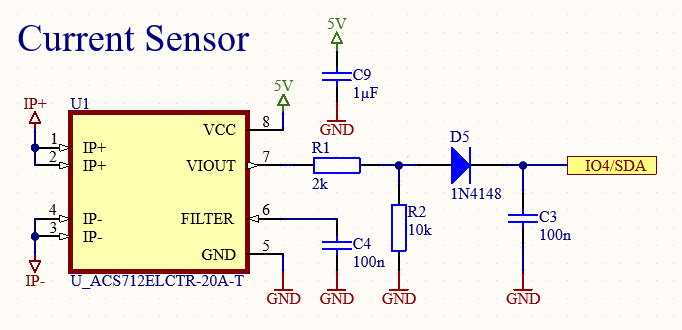 Current Sensor
5V
C9
1µF
GND
5V
IP+
U1
VCC
8
1
IP+
2
IP+
VIOUT
7
R1
2k
D5
1N4148
IO4/SDA
4
IP-
3
IP-
FILTER
6
R2
10k
C3
100n
GND
5
C4
100n
IP-
U_ACS712ELCTR-20A-T
GND
GND
GND
GND